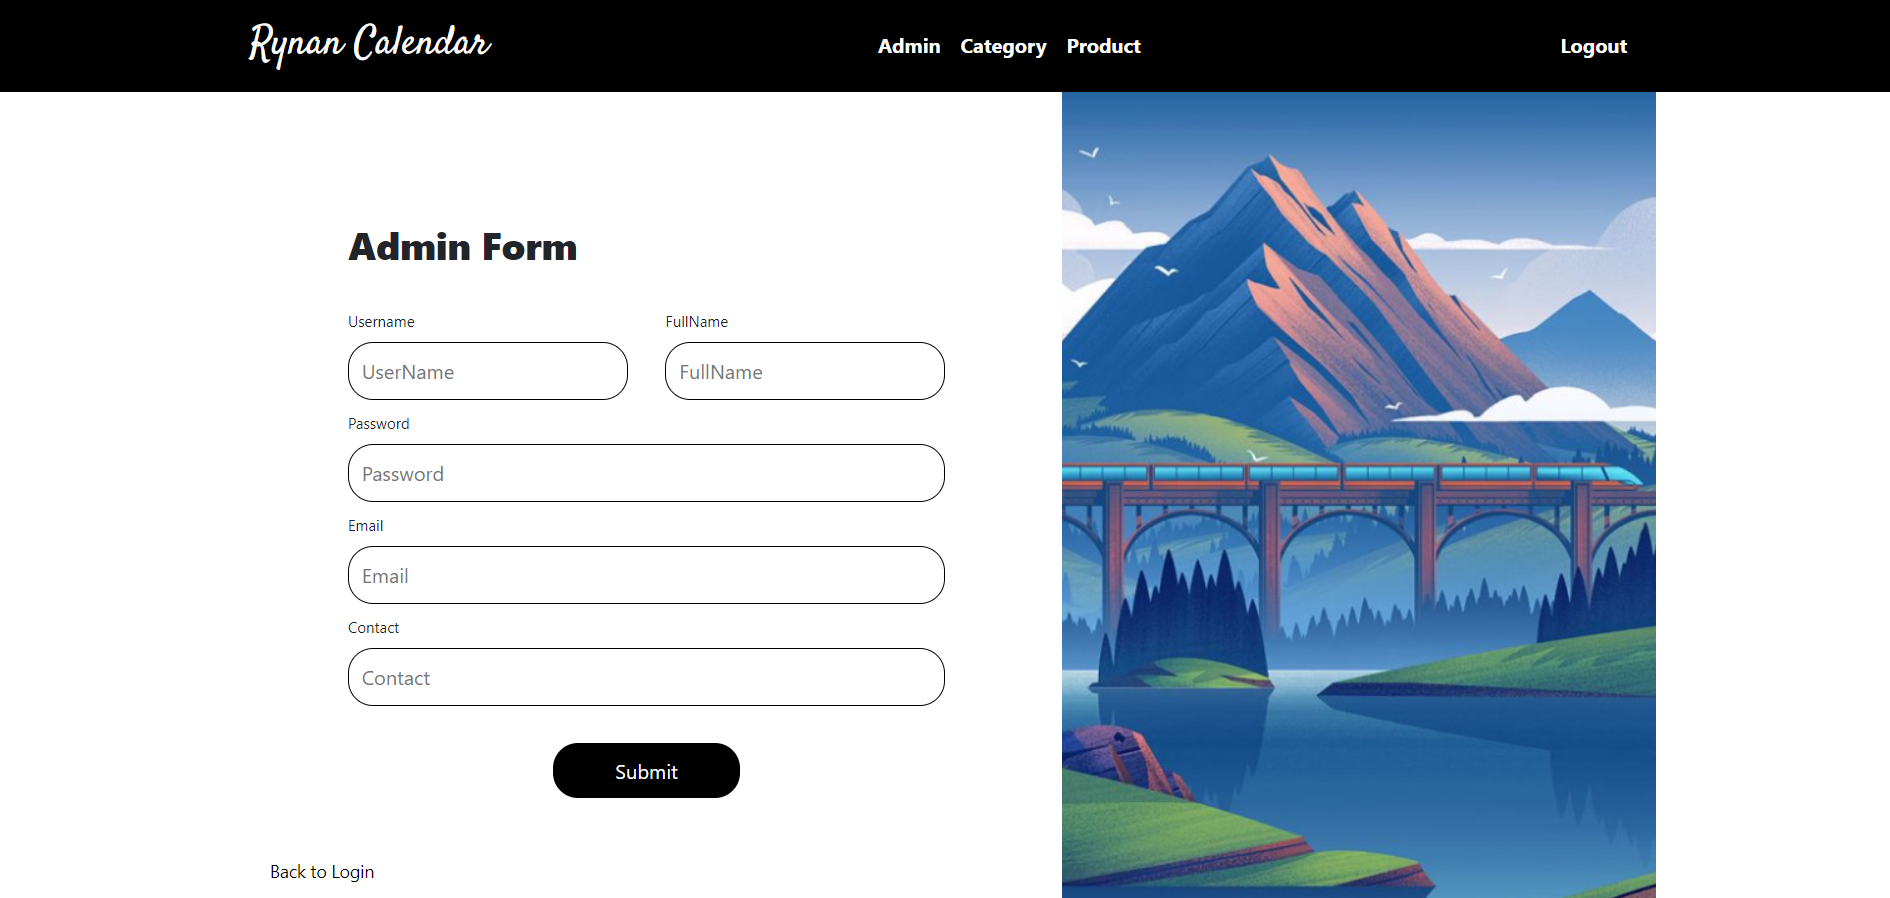 Rynan Calendar Admin Category Product Logout
Admin Form
Username FullName
UserName FullName
Password
Password
Email
Email
Contact
Contact
Submit
Back to Login